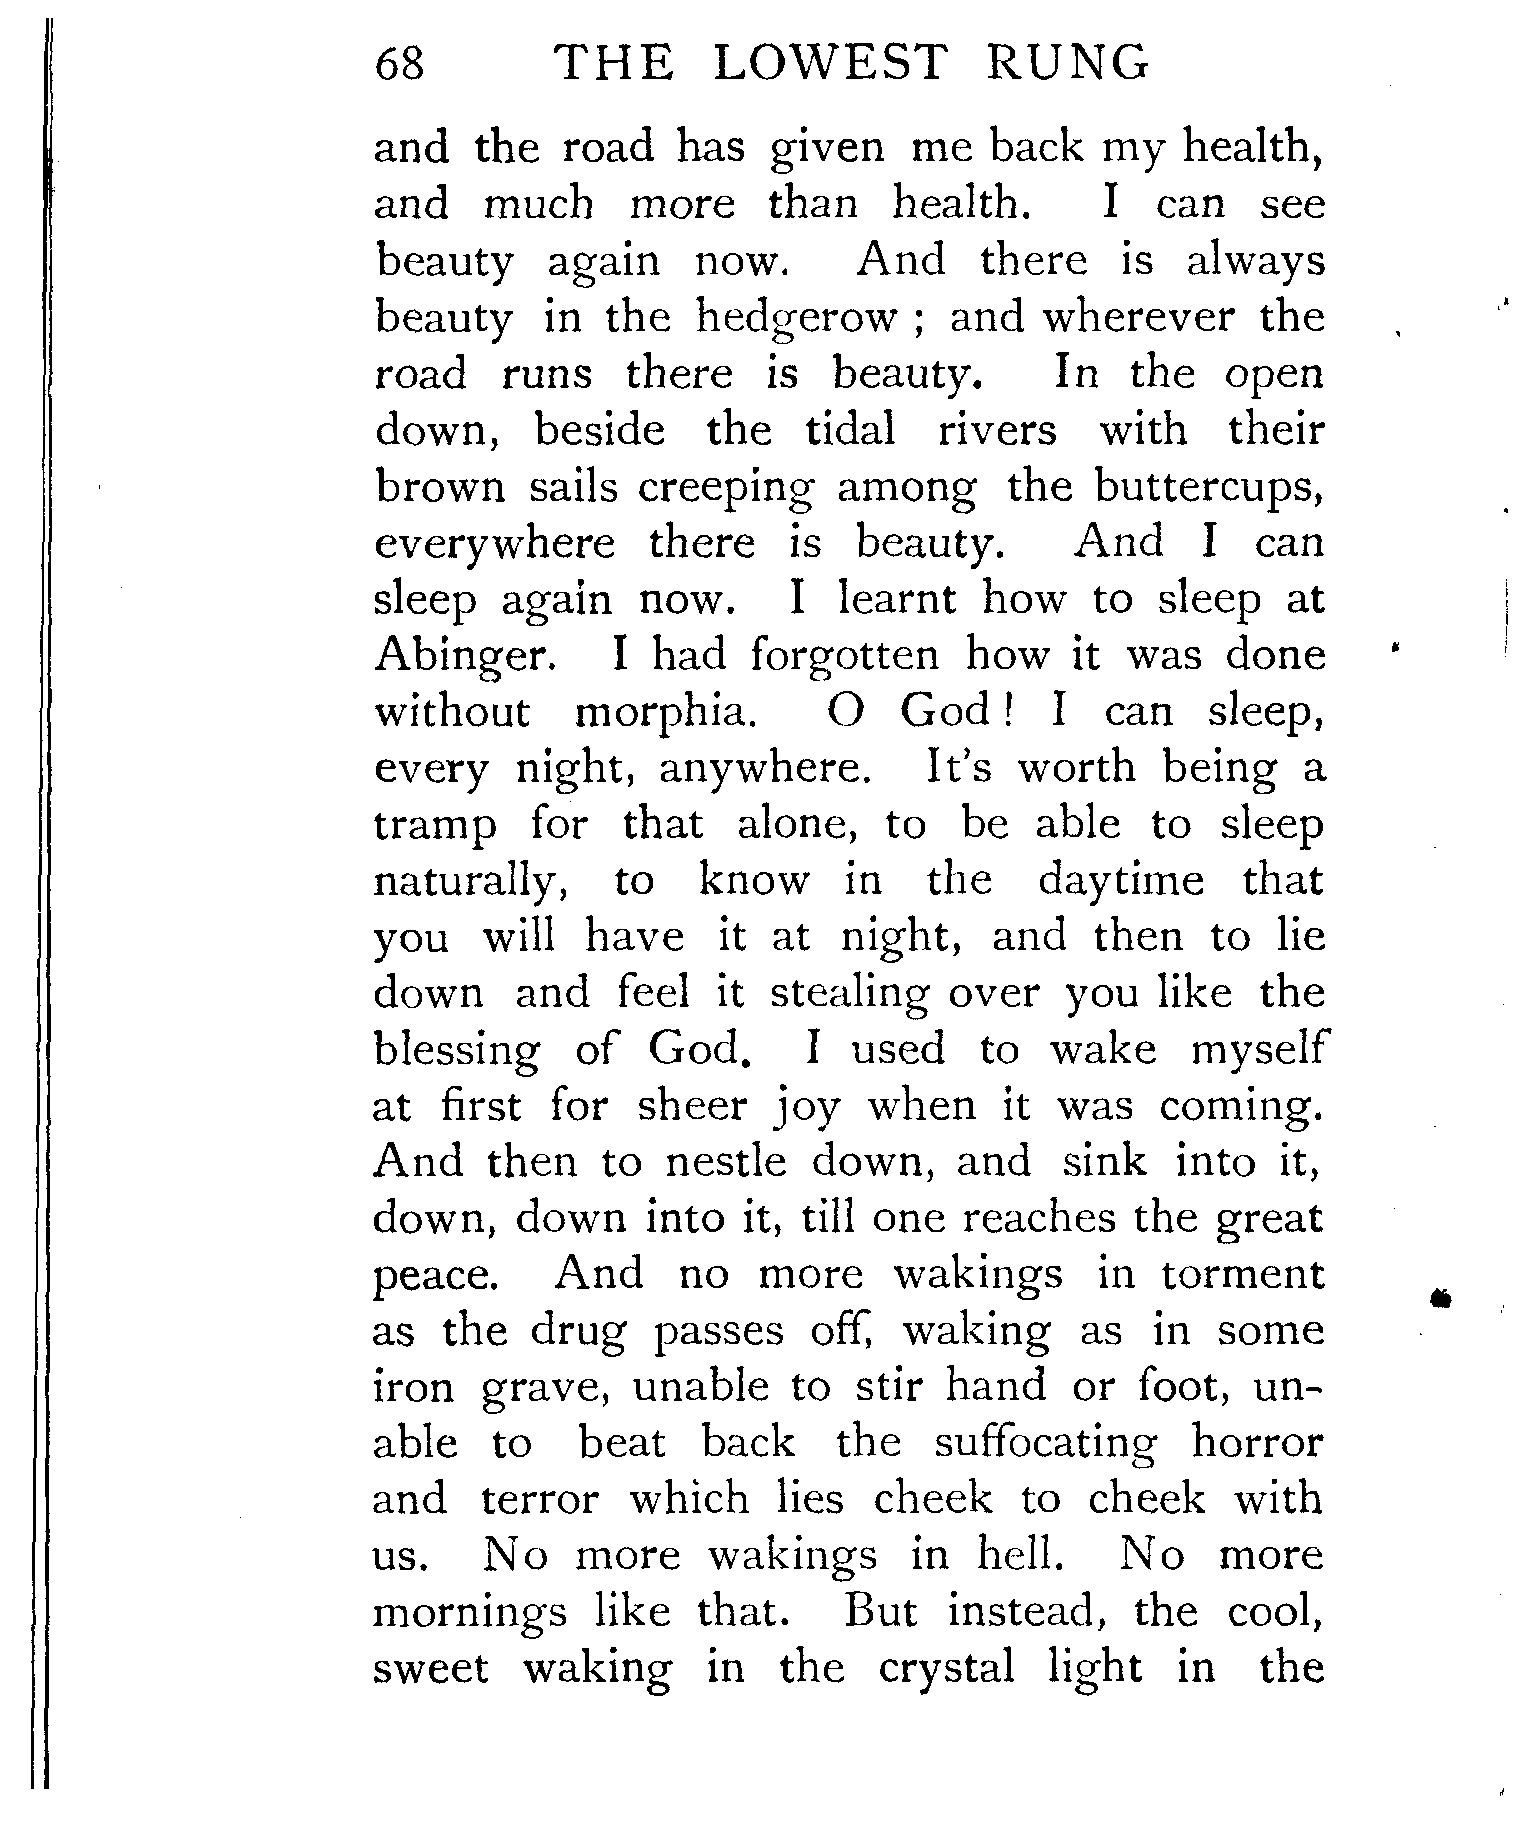 68 THE LOWEST RUNG
and the road has given me back my health,
and much more than health. I can see
beauty again now. And there is always
beauty in the hedgerow ; and wherever the
road runs there is beauty. In the open
down, beside the tidal rivers with their
brown sails creeping among the buttercups,
everywhere there is beauty. And I can
sleep again now. I learnt how to sleep at
Abinger. I had forgotten how it was done
without morphia. O God ! I can sleep,
every night, anywhere. It's worth being a
tramp for that alone, to be able to sleep
naturally, to know in the daytime that
you will have it at night, and then to lie
down and feel it stealing over you like the
blessing of God. I used to wake myself
at first for sheer joy when it was coming.
And then to nestle down, and sink into it,
down, down into it, till one reaches the great
peace. And no more wakings in torment
as the drug passes off, waking as in some
iron grave, unable to stir hand or foot, un-
able to beat back the suffocating horror
and terror which lies cheek to cheek with
us. No more wakings in hell. No more
mornings like that. But instead, the cool,
sweet waking in the crystal light in the